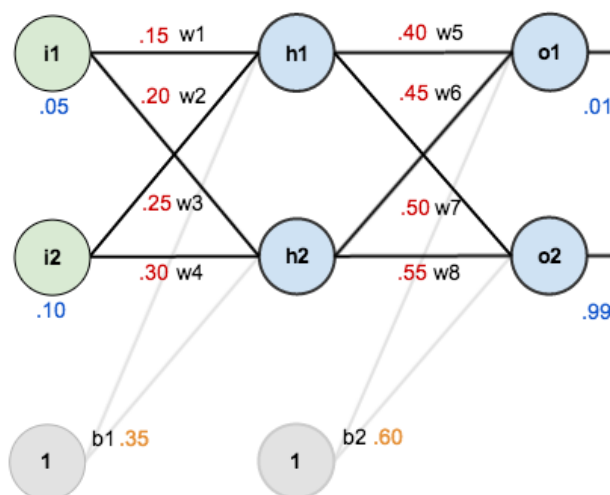 .15 w1
.40 w5
i1
h1
o1
.20 w2
.45 w6
.05
.01
.25 w3
.50 w7
i2
h2
o2
.30 w4
.55 w8
.10
.99
b1 .35
b2 .60
1
1